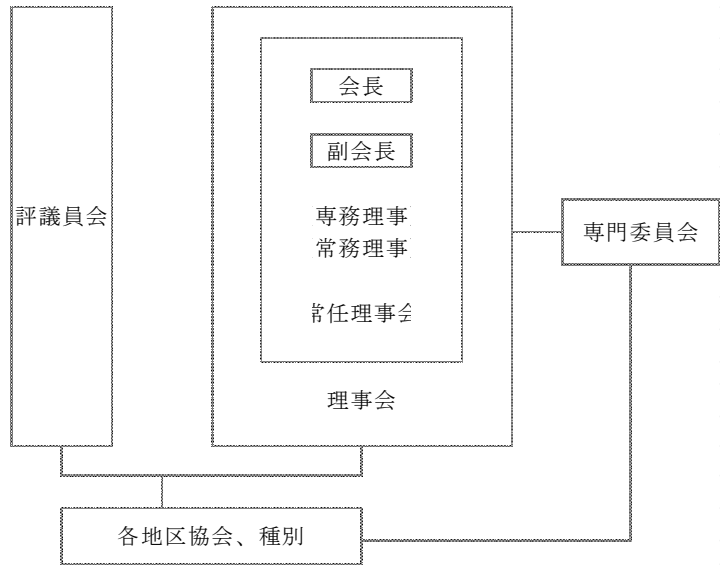 会長
副会長
評議員会
専務理事
常務理事
専門委員会
常任理事会
理事会
各地区協会、種別